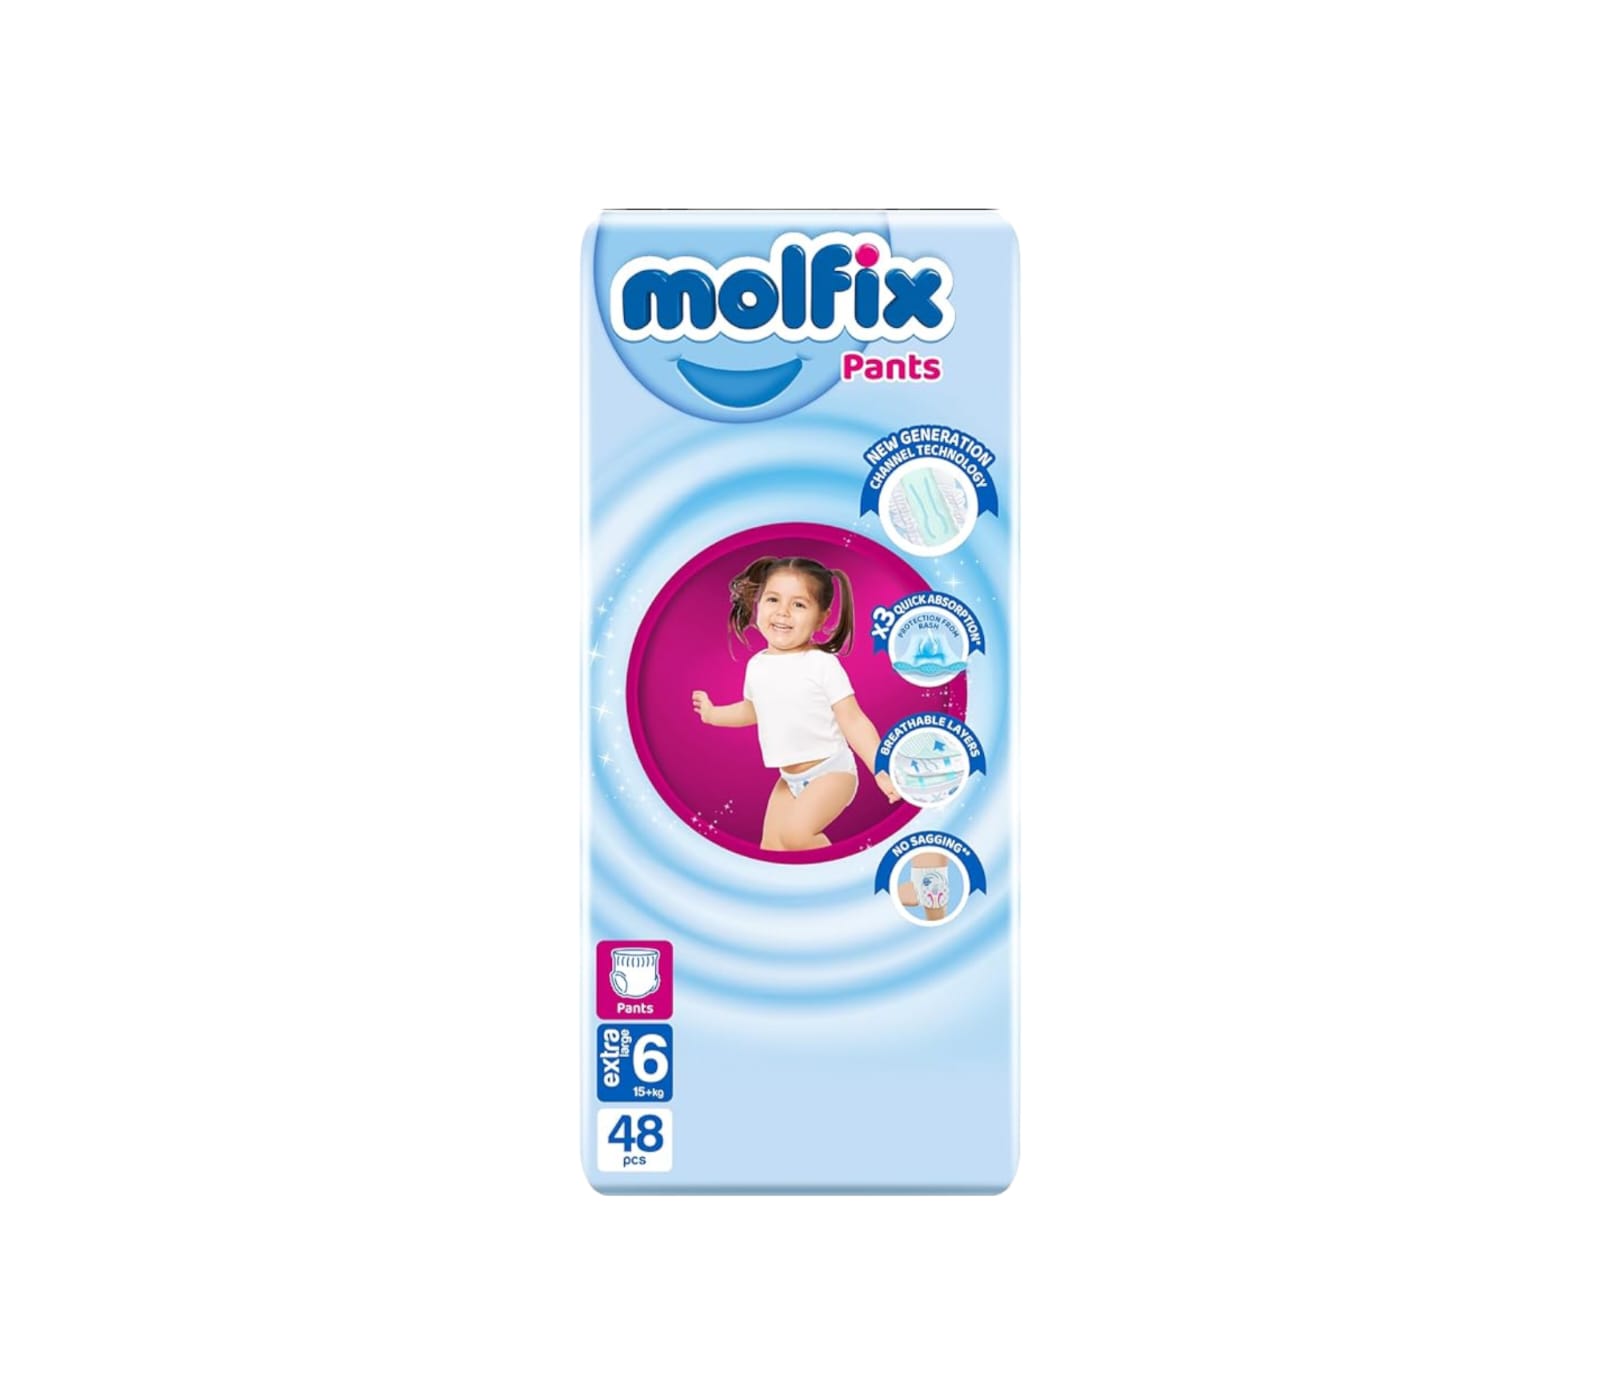 molfix
Pants
NEW GENERATION
CHANNEL TECHNOLOGY
x3 QUICK ABSORPTION*
PROTECTION FROM
RASH
BREATHABLE LAYERS
NO SAGGING**
Pants
extra
large
6
15+kg
48
pcs